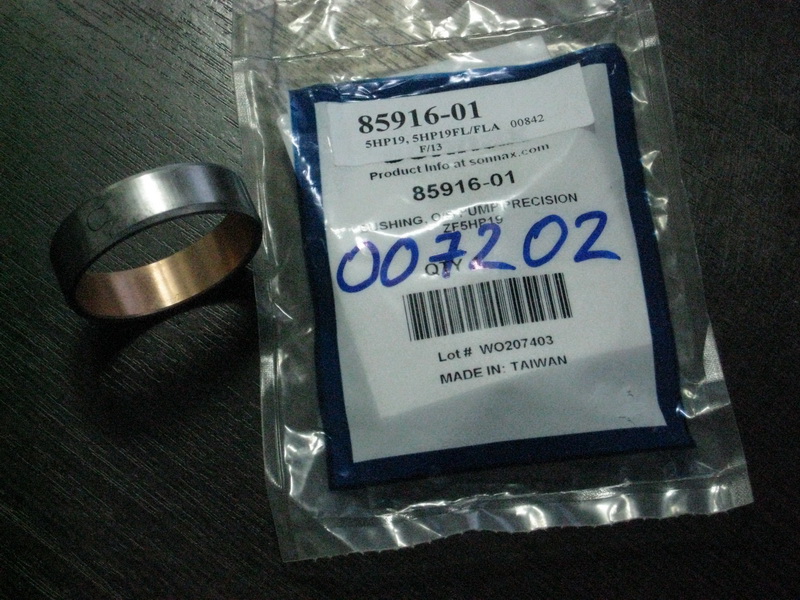 85916-01
5HP19, 5HP19FL/FLA 00842
F/13
Product Info at sonnax.com
85916-01
BUSHING, PUMP PRECISION
ZF5HP19
007202
QTY
Lot # WO207403
MADE IN: TAIWAN